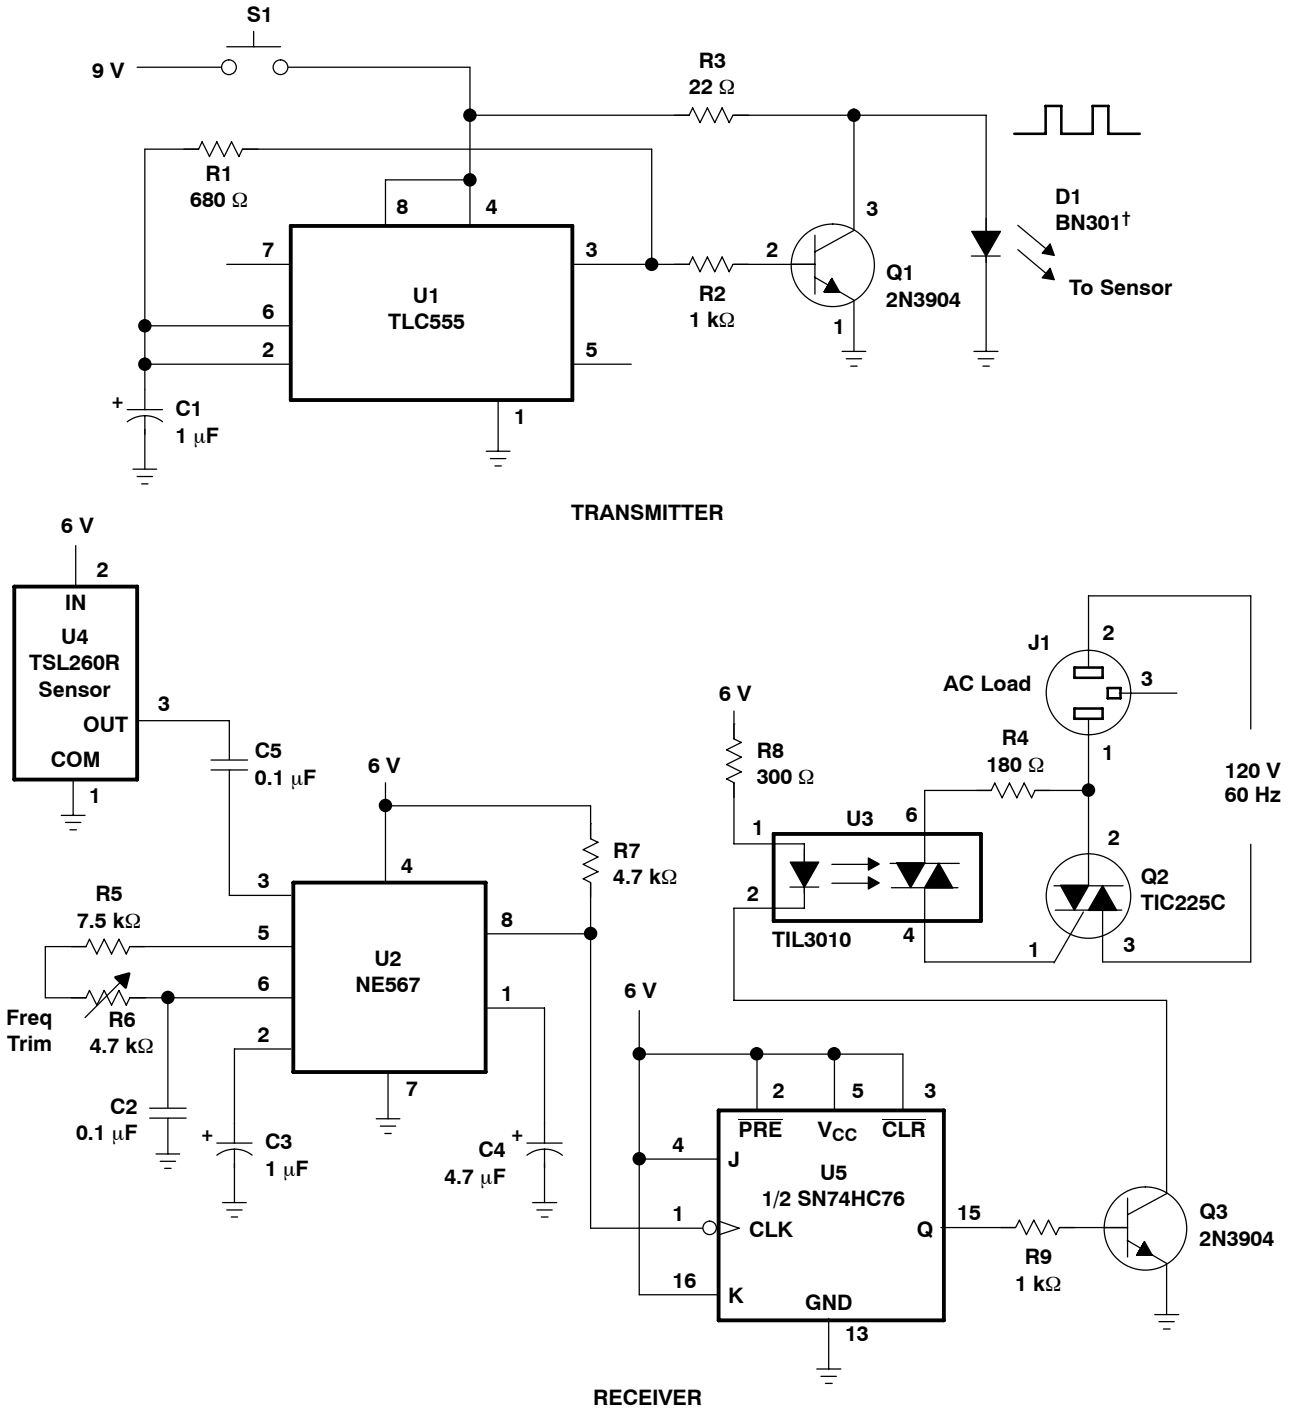 S1
9 V
R3
22 Ω
R1
680 Ω
8
4
D1
BN301†
To Sensor
7
3
2
3
U1
TLC555
R2
1 kΩ
Q1
2N3904
6
1
2
5
+
C1
1 μF
1
TRANSMITTER
6 V
2
IN
U4
TSL260R
Sensor
3
OUT
COM
1
C5
0.1 μF
6 V
4
R7
4.7 kΩ
3
R5
7.5 kΩ
5
8
U2
NE567
6
1
Freq
Trim
R6
4.7 kΩ
2
7
C2
0.1 μF
+
C3
1 μF
C4
4.7 μF
+
J1
2
AC Load
3
6 V
R8
300 Ω
R4
180 Ω
1
120 V
60 Hz
1
U3
6
2
2
Q2
TIC225C
TIL3010
4
1
3
6 V
2
5
3
PRE
VCC
CLR
4
J
U5
1/2 SN74HC76
1
CLK
Q
15
Q3
2N3904
R9
1 kΩ
16
K
GND
13
RECEIVER